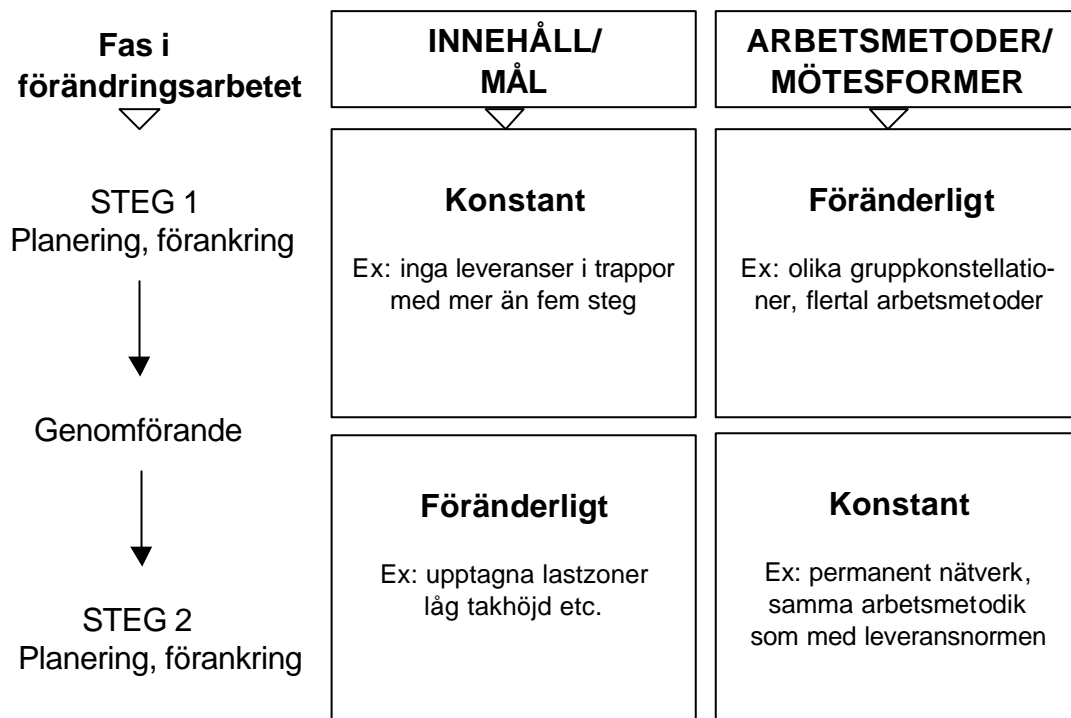 Fas i
förändringsarbetet
INNEHÅLL/
MÅL
ARBETSMETODER/
MÖTESFORMER
STEG 1
Planering, förankring
Konstant
Ex: inga leveranser i trappor
med mer än fem steg
Föränderligt
Ex: olika gruppkonstellatio-
ner, flertal arbetsmetoder
Genomförande
Föränderligt
Ex: upptagna lastzoner
låg takhöjd etc.
Konstant
Ex: permanent nätverk,
samma arbetsmetodik
som med leveransnormen
STEG 2
Planering, förankring